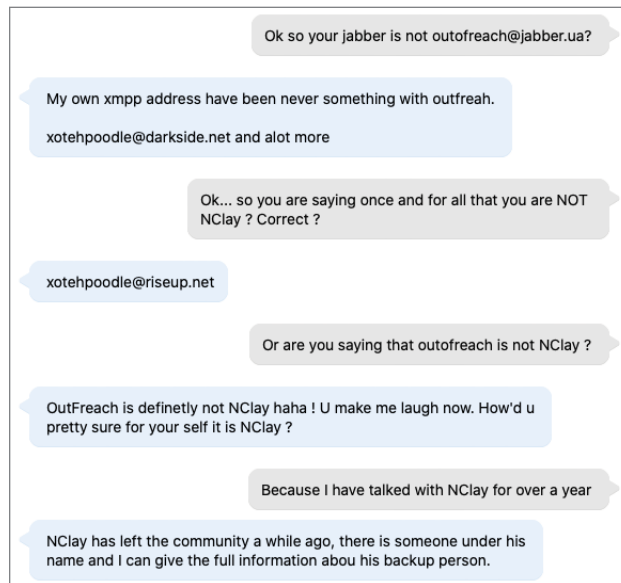 Ok so your jabber is not outofreach@jabber.ua?
My own xmpp address have been never something with outfreah.
xotehpoodle@darkside.net and alot more
Ok... so you are saying once and for all that you are NOT
NClay ? Correct ?
xotehpoodle@riseup.net
Or are you saying that outofreach is not NClay ?
OutFreach is definetly not NClay haha ! U make me laugh now. How'd u
pretty sure for your self it is NClay ?
Because I have talked with NClay for over a year
NClay has left the community a while ago, there is someone under his
name and I can give the full information abou his backup person.